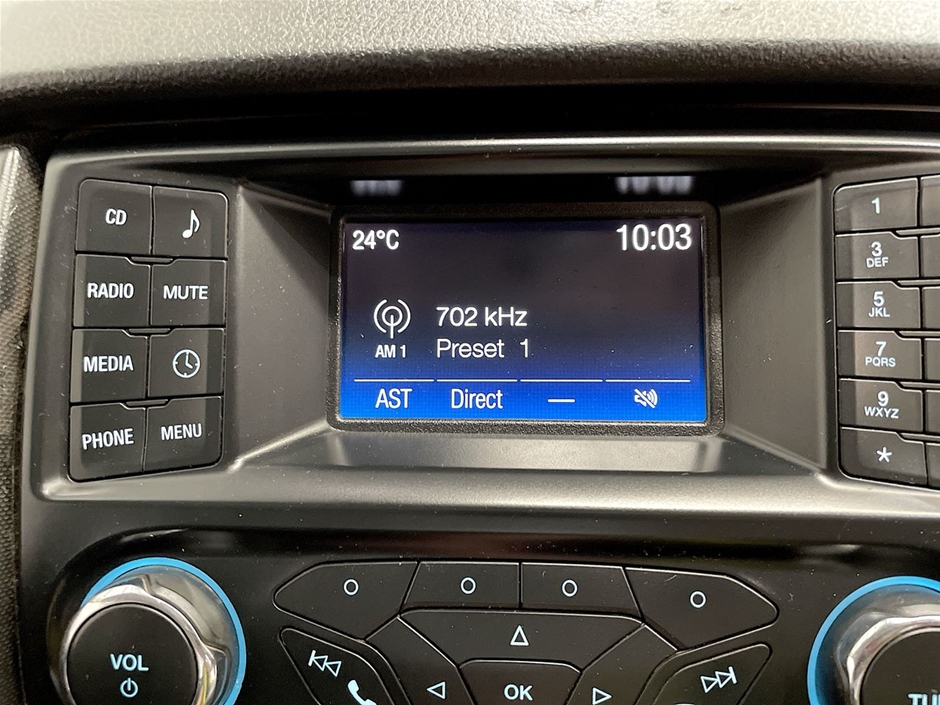 CD
RADIO MUTE
MEDIA
PHONE MENU
24°C 10:03
702 kHz
AM 1 Preset 1
AST Direct —
1
3 DEF
5 JKL
7 PQRS
9 WXYZ
*
VOL
OK